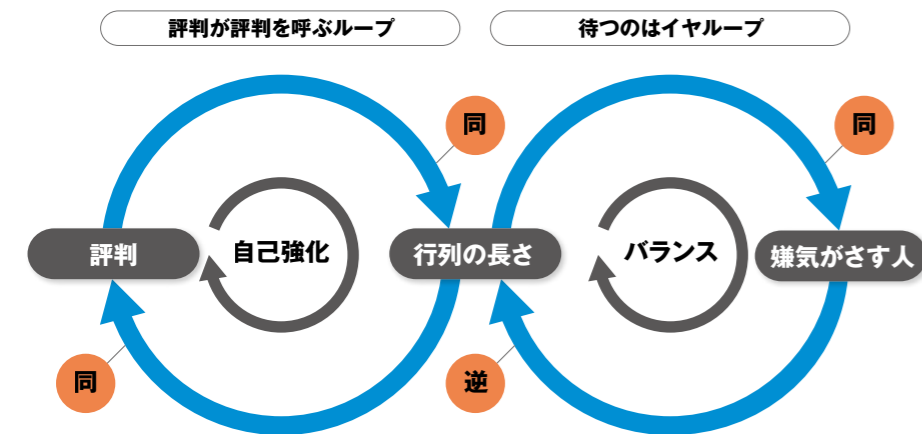 評判が評判を呼ぶループ
待つのはイヤループ
同
同
評判
自己強化
行列の長さ
バランス
嫌気がさす人
同
逆